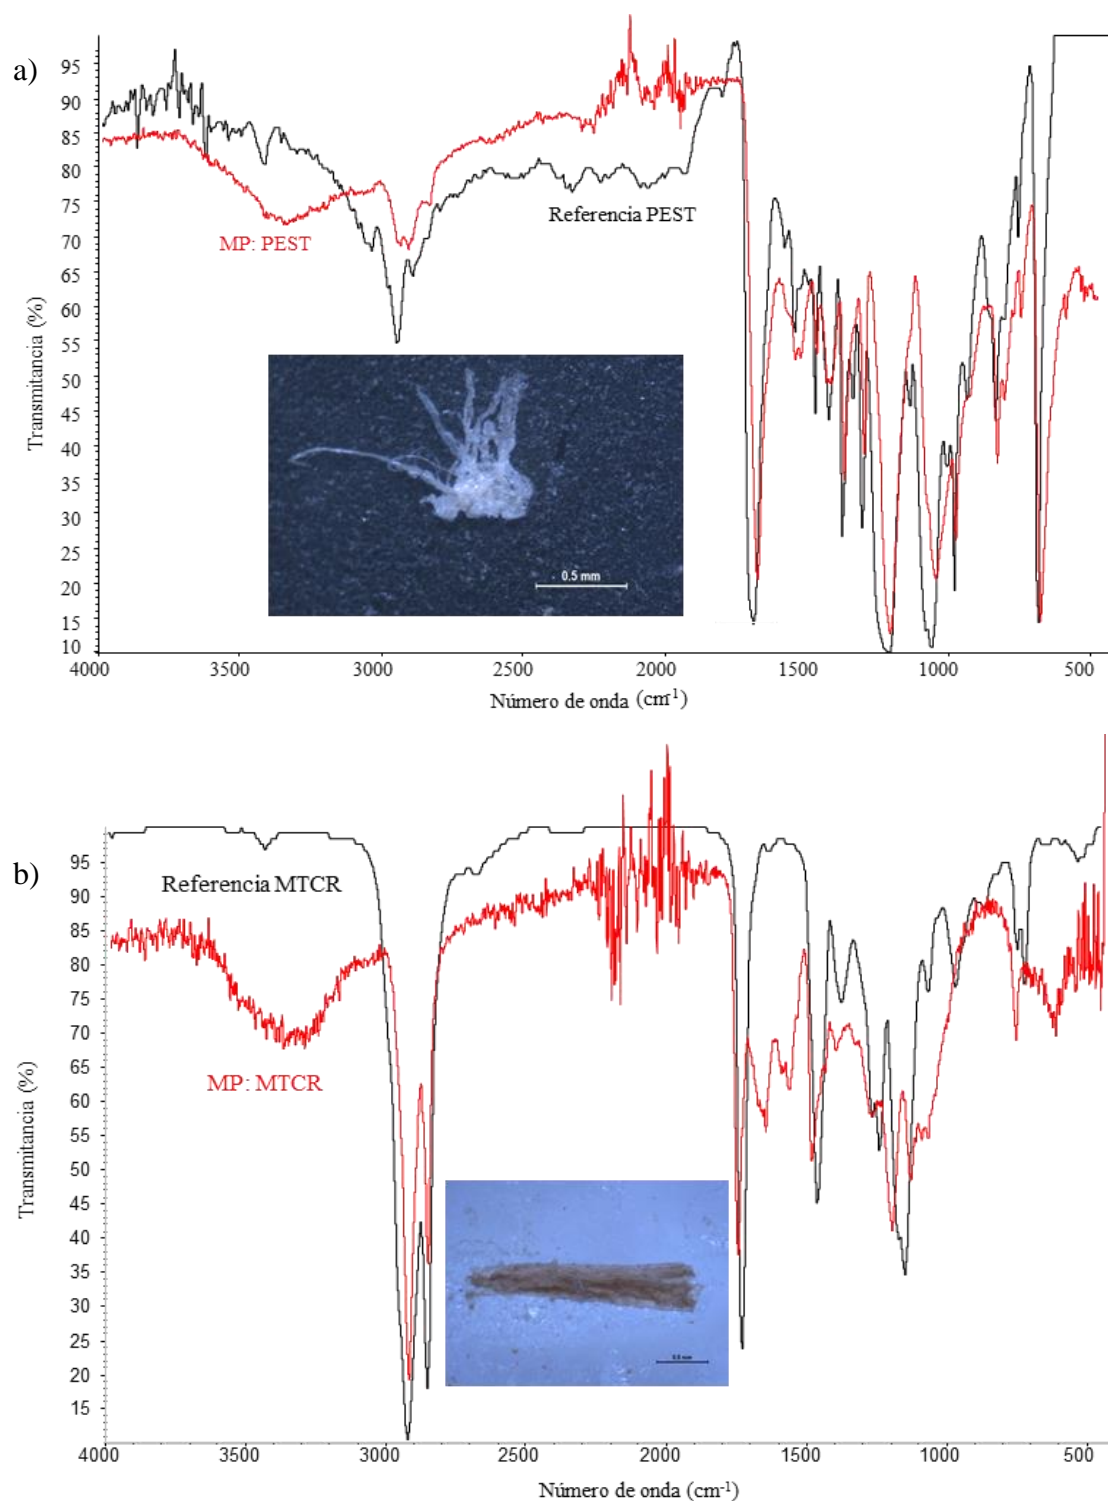 a)
95
90
85
80
75
70
65
60
55
50
45
40
35
30
25
20
15
10
Transmitancia (%)
MP: PEST
Referencia PEST
0.5 mm
4000 3500 3000 2500 2000 1500 1000 500
Número de onda (cm-1)
b)
95
90
85
80
75
70
65
60
55
50
45
40
35
30
25
20
15
Transmitancia (%)
Referencia MTCR
MP: MTCR
0.5 mm
4000 3500 3000 2500 2000 1500 1000 500
Número de onda (cm-1)